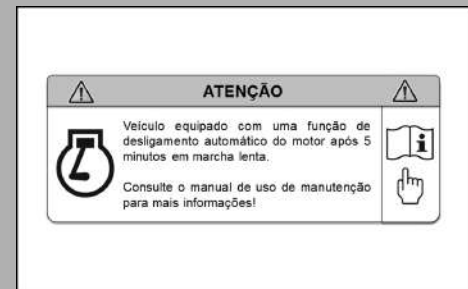 ATENÇÃO
Veículo equipado com uma função de
desligamento automático do motor após 5
minutos em marcha lenta.
Consulte o manual de uso de manutenção
para mais informações!